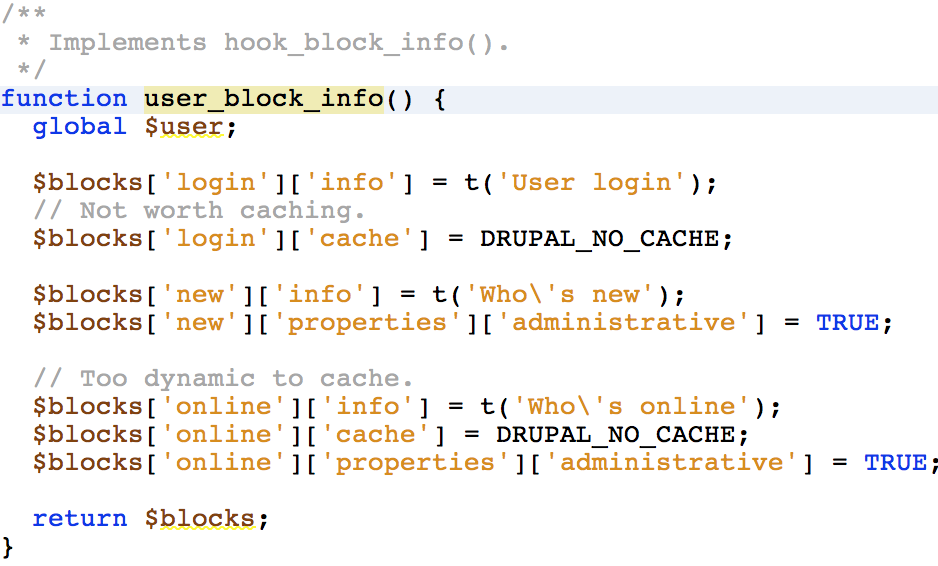 /**
 * Implements hook_block_info().
 */
function user_block_info() {
  global $user;

  $blocks['login']['info'] = t('User login');
  // Not worth caching.
  $blocks['login']['cache'] = DRUPAL_NO_CACHE;

  $blocks['new']['info'] = t('Who\'s new');
  $blocks['new']['properties']['administrative'] = TRUE;

  // Too dynamic to cache.
  $blocks['online']['info'] = t('Who\'s online');
  $blocks['online']['cache'] = DRUPAL_NO_CACHE;
  $blocks['online']['properties']['administrative'] = TRUE;

  return $blocks;
}